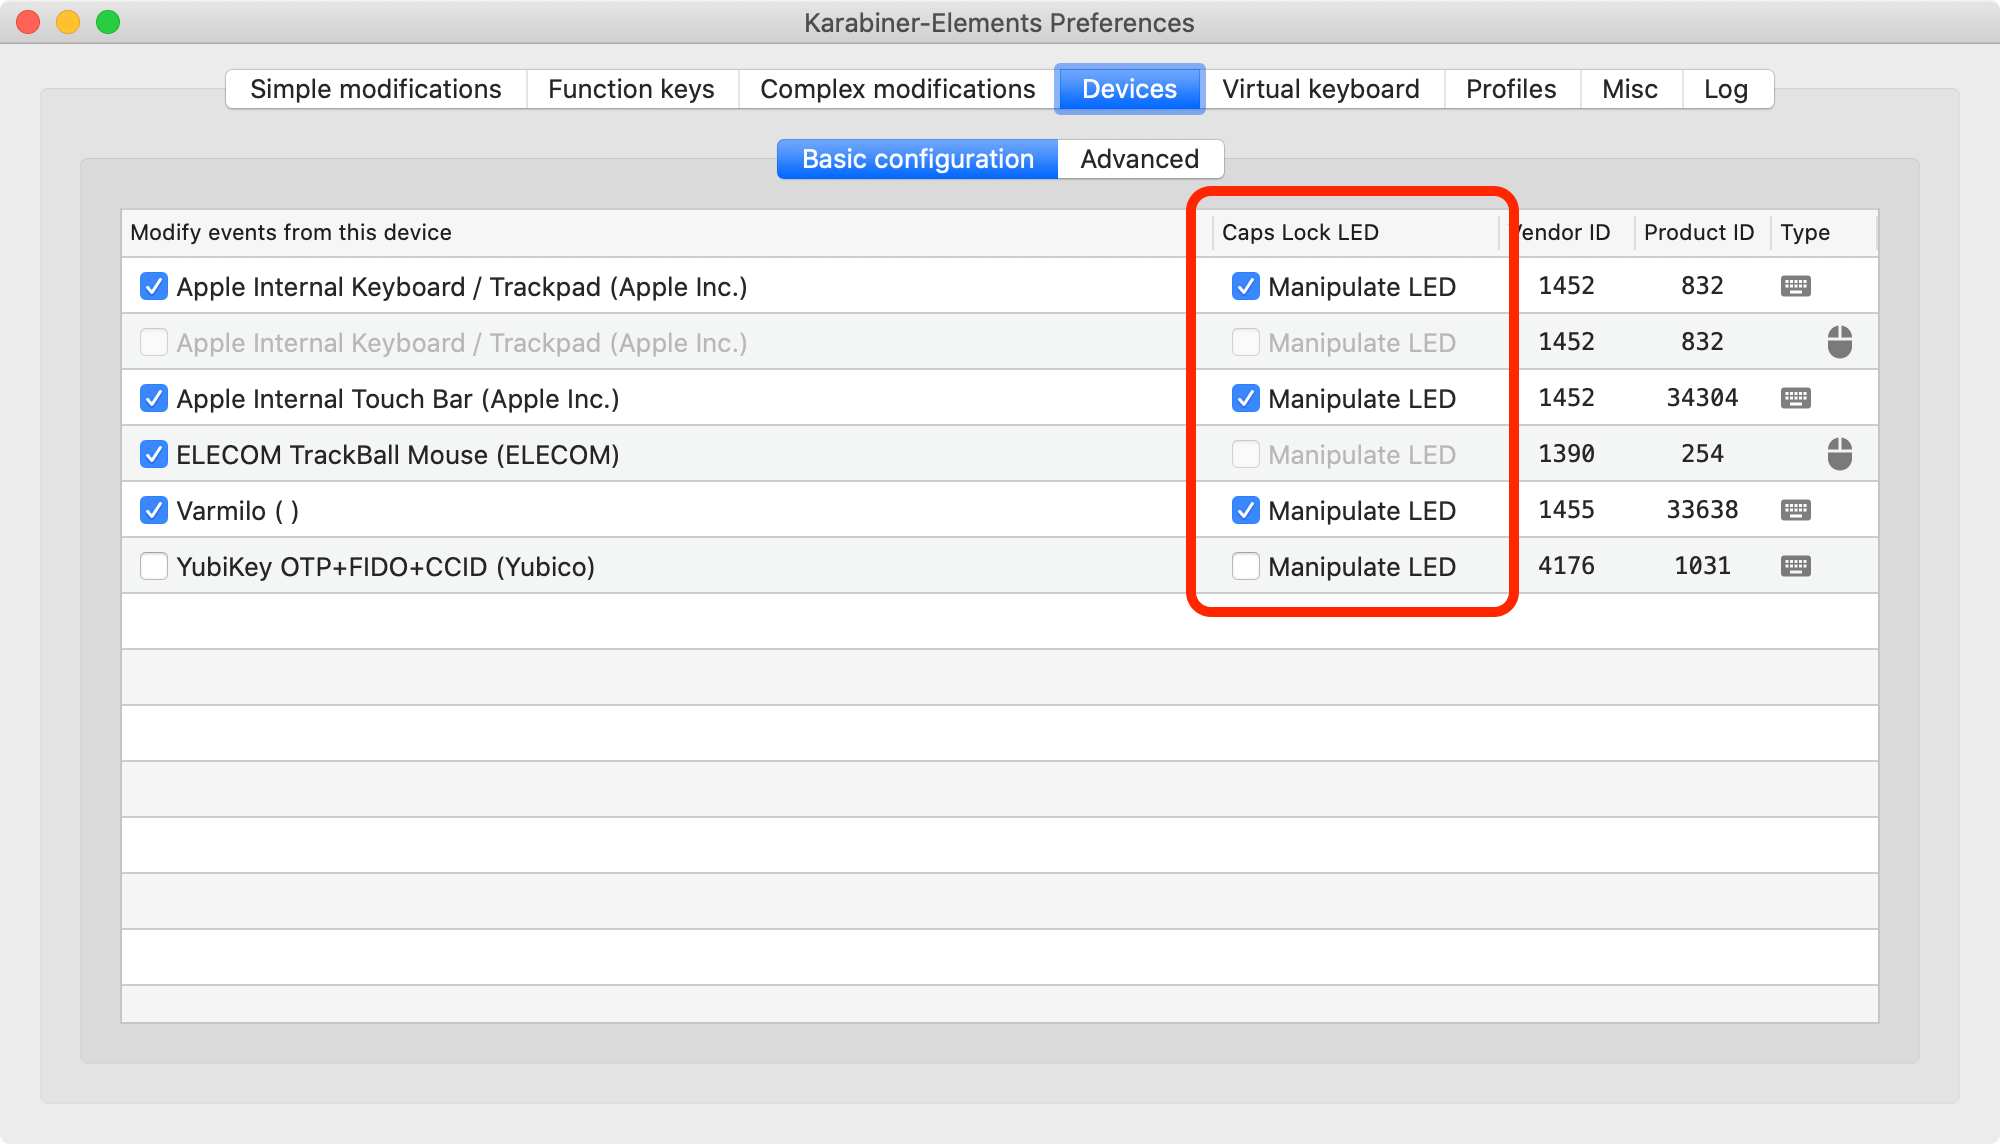 Karabiner-Elements Preferences
Simple modifications Function keys Complex modifications Devices Virtual keyboard Profiles Misc Log
Basic configuration Advanced
Modify events from this device Caps Lock LED Vendor ID Product ID Type
Apple Internal Keyboard / Trackpad (Apple Inc.) Manipulate LED 1452 832
Apple Internal Keyboard / Trackpad (Apple Inc.) Manipulate LED 1452 832
Apple Internal Touch Bar (Apple Inc.) Manipulate LED 1452 34304
ELECOM TrackBall Mouse (ELECOM) Manipulate LED 1390 254
Varmilo ( ) Manipulate LED 1455 33638
YubiKey OTP+FIDO+CCID (Yubico) Manipulate LED 4176 1031